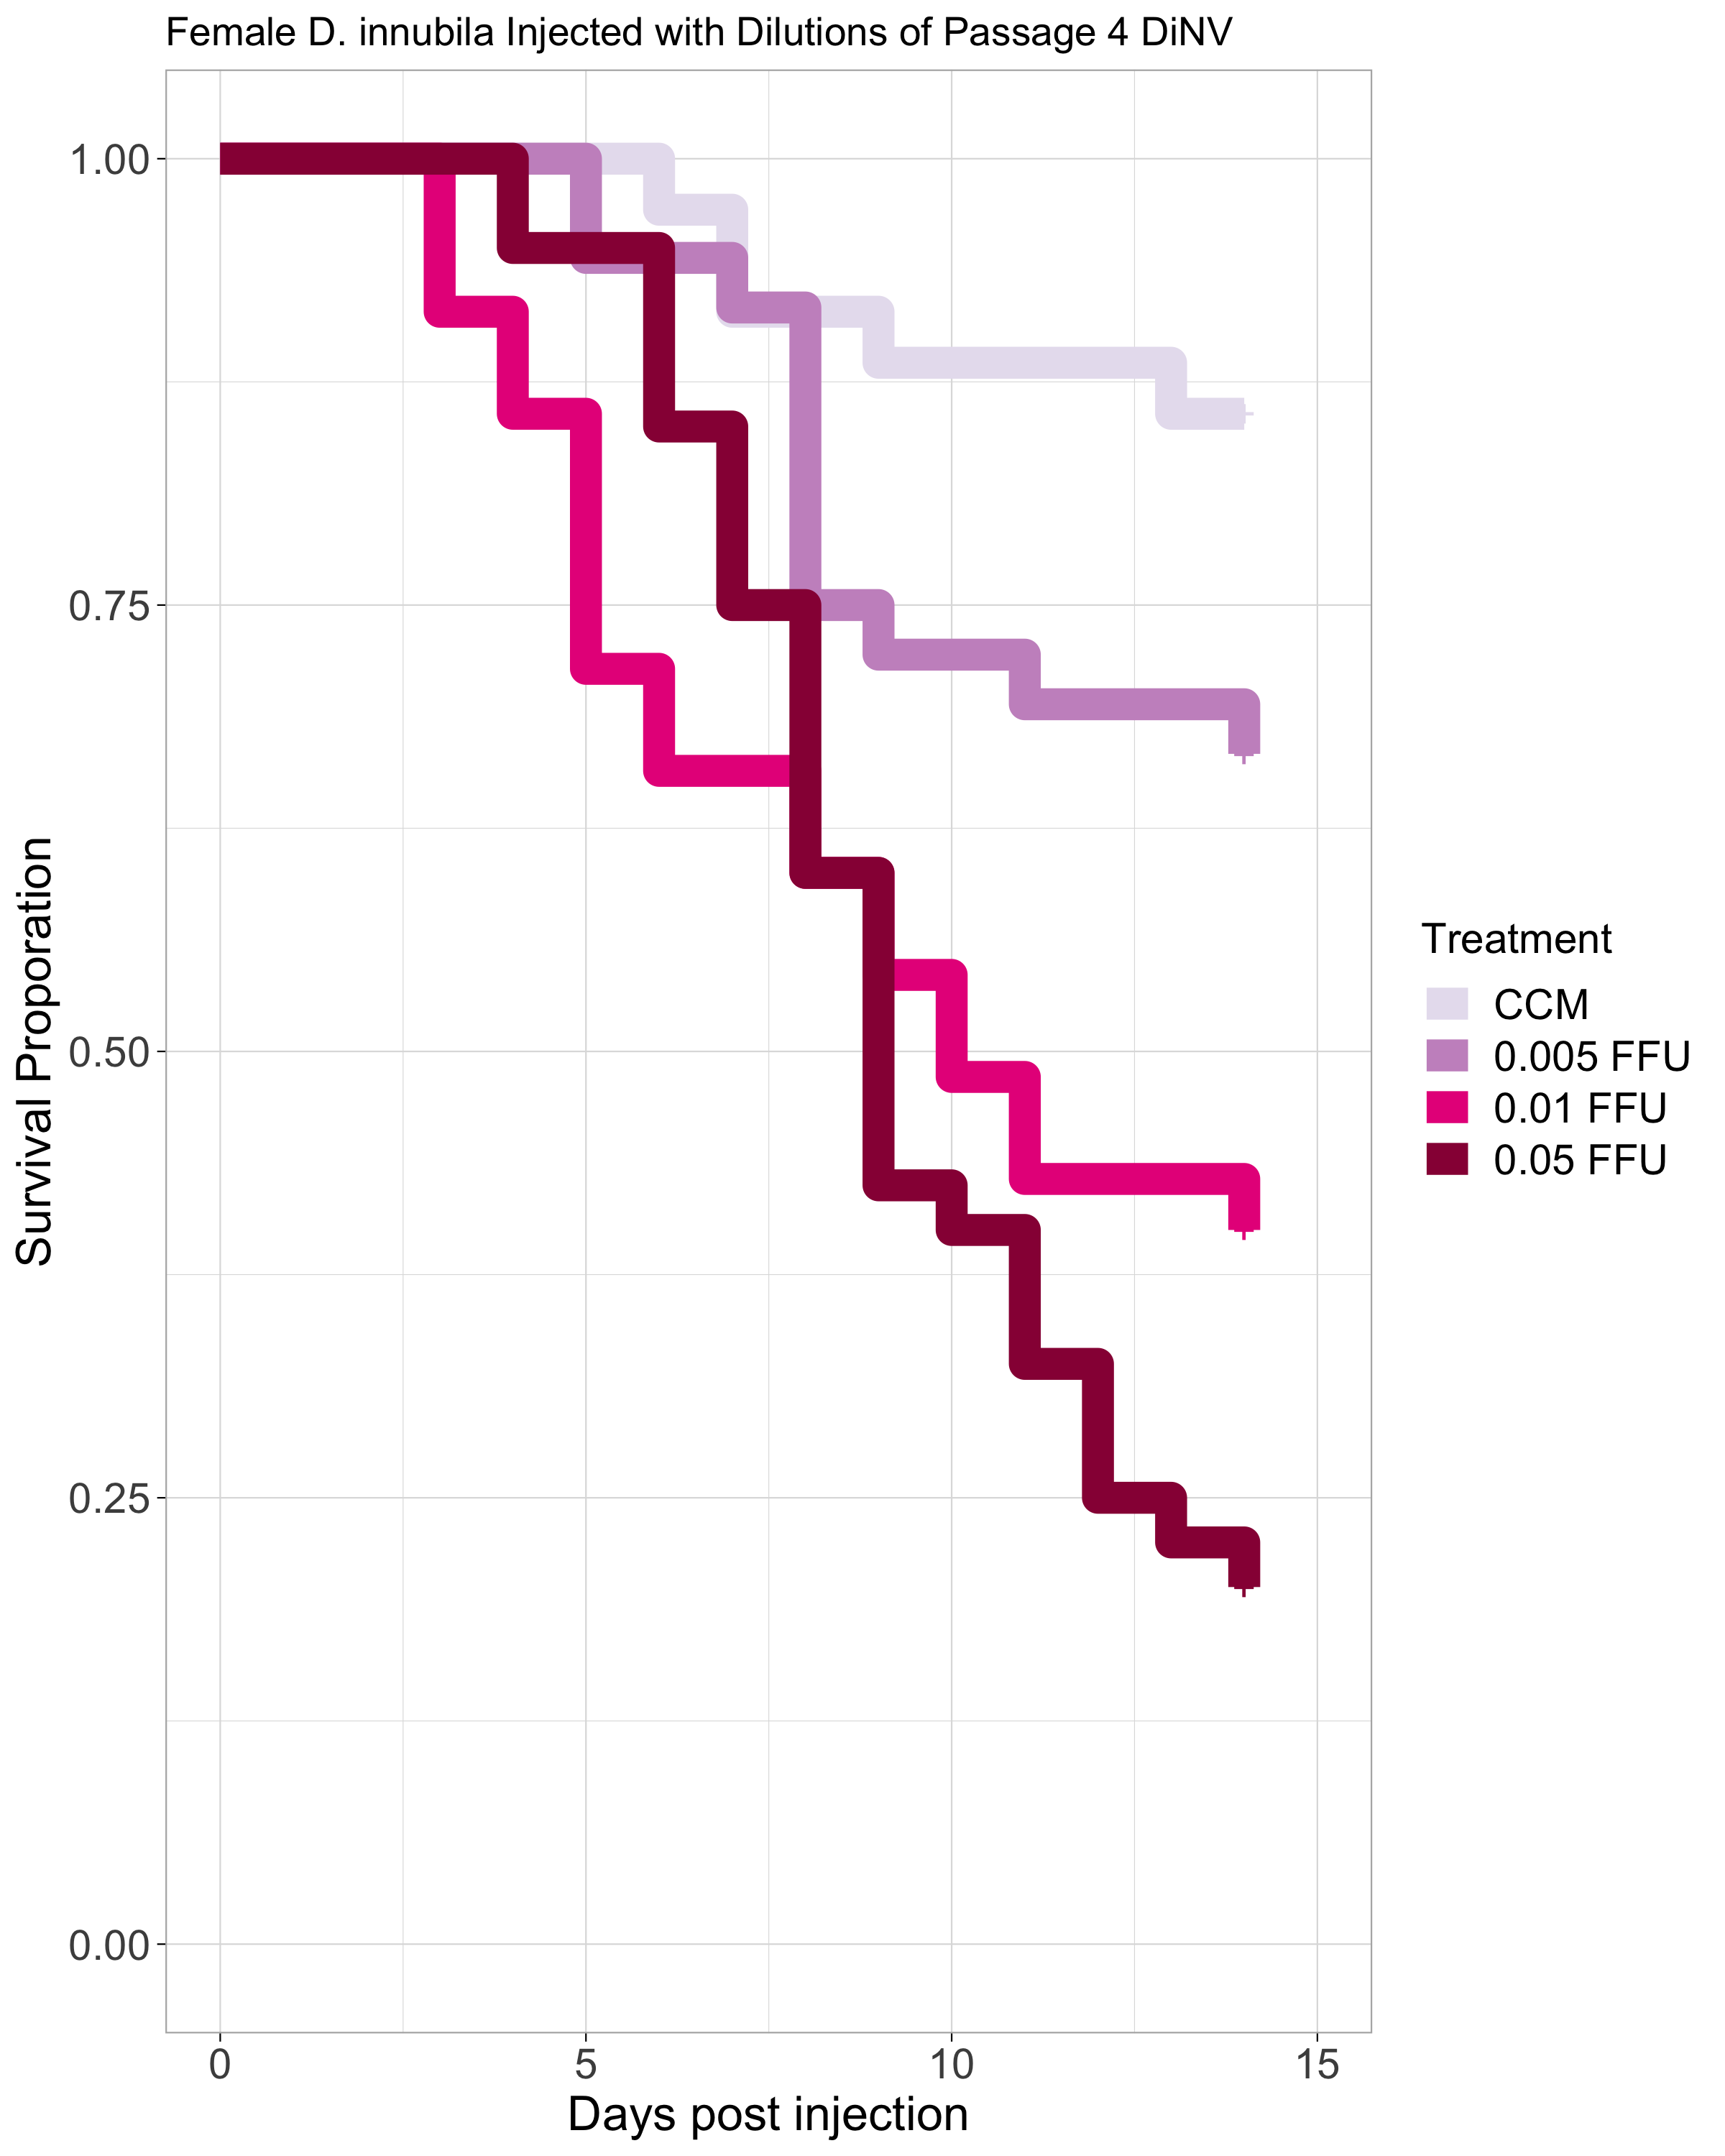 Female D. innubila Injected with Dilutions of Passage 4 DiNV
1.00
0.75
0.50
0.25
0.00
Survival Proporation
0
5
10
15
Days post injection
Treatment
CCM
0.005 FFU
0.01 FFU
0.05 FFU